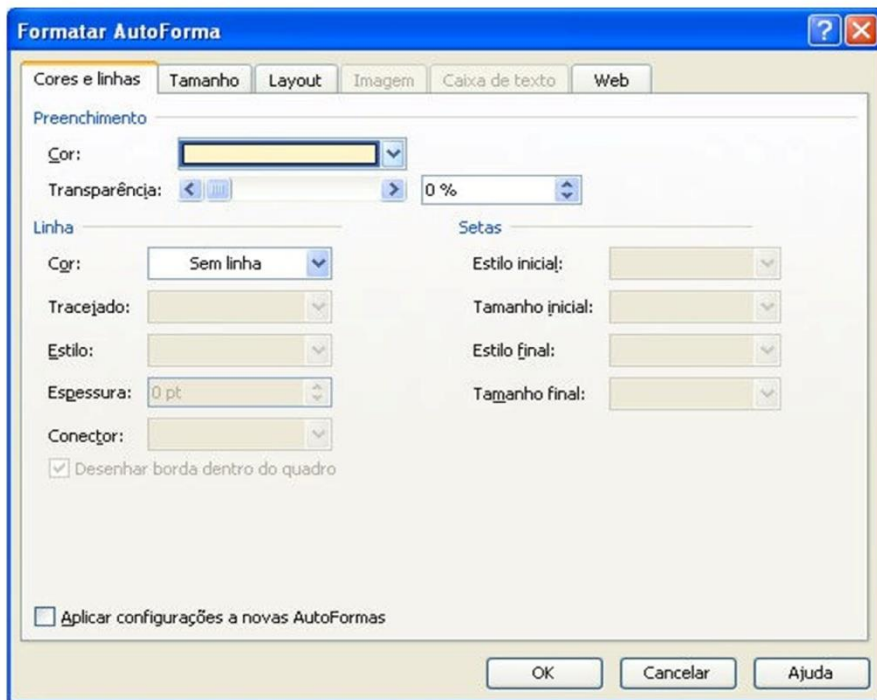 Formatar AutoForma
Cores e linhas Tamanho Layout Imagem Caixa de texto Web
Preenchimento
Cor:
Transparência: 0 %
Linha
Cor: Sem linha
Tracejado:
Estilo:
Espessura: 0 pt
Conector:
Desenhar borda dentro do quadro
Setas
Estilo inicial:
Tamanho inicial:
Estilo final:
Tamanho final:
Aplicar configurações a novas AutoFormas
OK Cancelar Ajuda